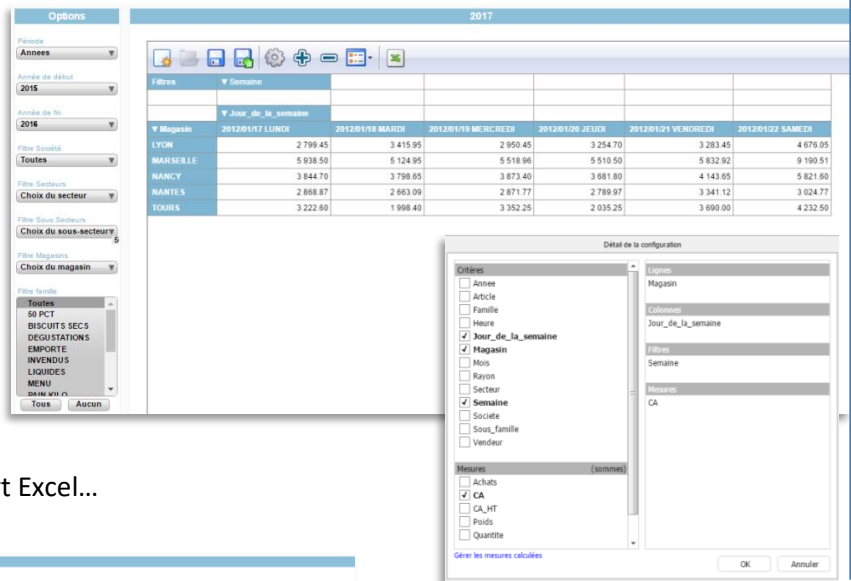 Options
2017
Période
Annees
Année de début
2015
Année de fin
2016
Filtre Société
Toutes
Filtre Secteurs
Choix du secteur
Filtre Sous Secteurs
Choix du sous-secteur
5
Filtre Magasins
Choix du magasin
Filtre famille
Toutes
50 PCT
BISCUITS SECS
DEGUSTATIONS
EMPORTE
INVENDUS
LIQUIDES
MENU
PAIN KILO
Tous Aucun
Filtres ▼ Semaine
▼ Jour_de_la_semaine
▼ Magasin 2012/01/17 LUNDI 2012/01/18 MARDI 2012/01/19 MERCREDI 2012/01/20 JEUDI 2012/01/21 VENDREDI 2012/01/22 SAMEDI
LYON 2 799.45 3 415.95 2 950.45 3 254.70 3 283.45 4 676.05
MARSEILLE 5 938.50 5 124.95 5 518.96 5 510.50 5 832.92 9 190.51
NANCY 3 844.70 3 798.65 3 873.40 3 681.80 4 143.65 5 821.60
NANTES 2 868.87 2 663.09 2 871.77 2 789.97 3 341.12 3 024.77
TOURS 3 222.60 1 998.40 3 352.25 2 035.25 3 690.00 4 232.50
Détail de la configuration
Critères
Annee
Article
Famille
Heure
Jour_de_la_semaine
Magasin
Mois
Rayon
Secteur
Semaine
Societe
Sous_famille
Vendeur
Mesures (sommes)
Achats
CA
CA_HT
Poids
Quantite
Gérer les mesures calculées
Lignes
Magasin
Colonnes
Jour_de_la_semaine
Filtres
Semaine
Mesures
CA
OK Annuler
t Excel…